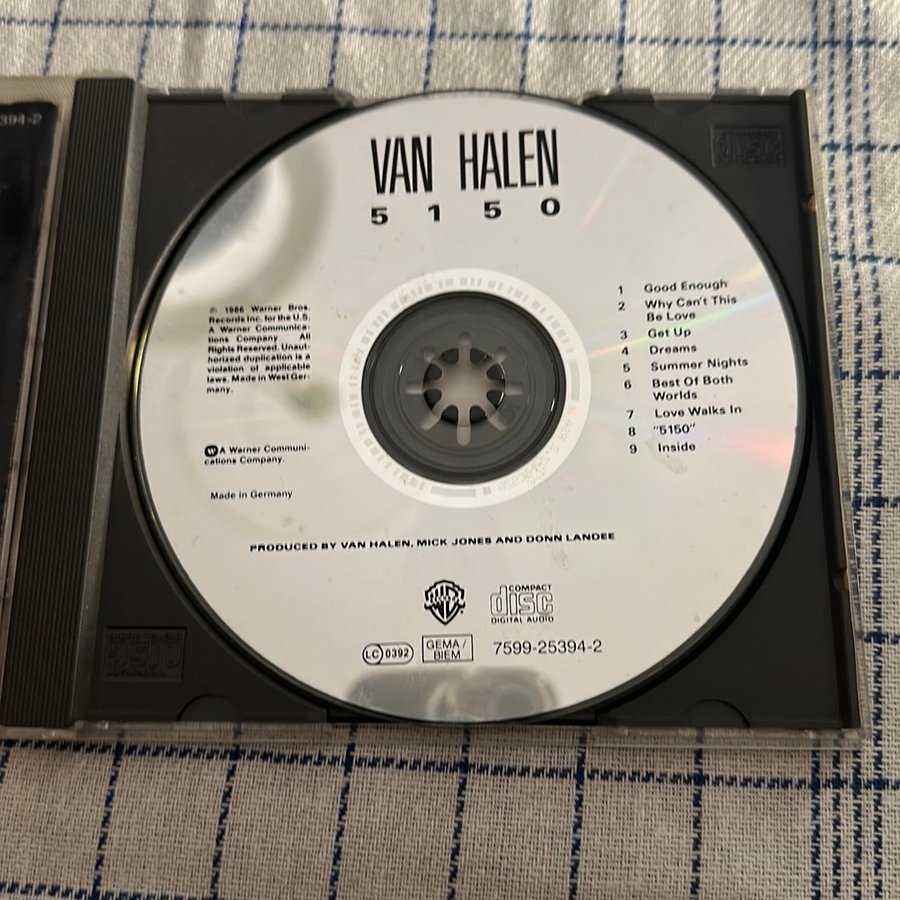 394-2
VAN HALEN
5 1 5 0
℗ 1986 Warner Bros.
Records Inc. for the U.S.
A Warner Communica-
tions Company All
Rights Reserved. Unaut-
horized duplication is a
violation of applicable
laws. Made in West Ger-
many.
W A Warner Communi-
cations Company.
Made in Germany
1 Good Enough
2 Why Can't This
Be Love
3 Get Up
4 Dreams
5 Summer Nights
6 Best Of Both
Worlds
7 Love Walks In
8 "5150"
9 Inside
PRODUCED BY VAN HALEN, MICK JONES AND DONN LANDEE
COMPACT
disc
DIGITAL AUDIO
LC 0392
GEMA/
BIEM
7599-25394-2